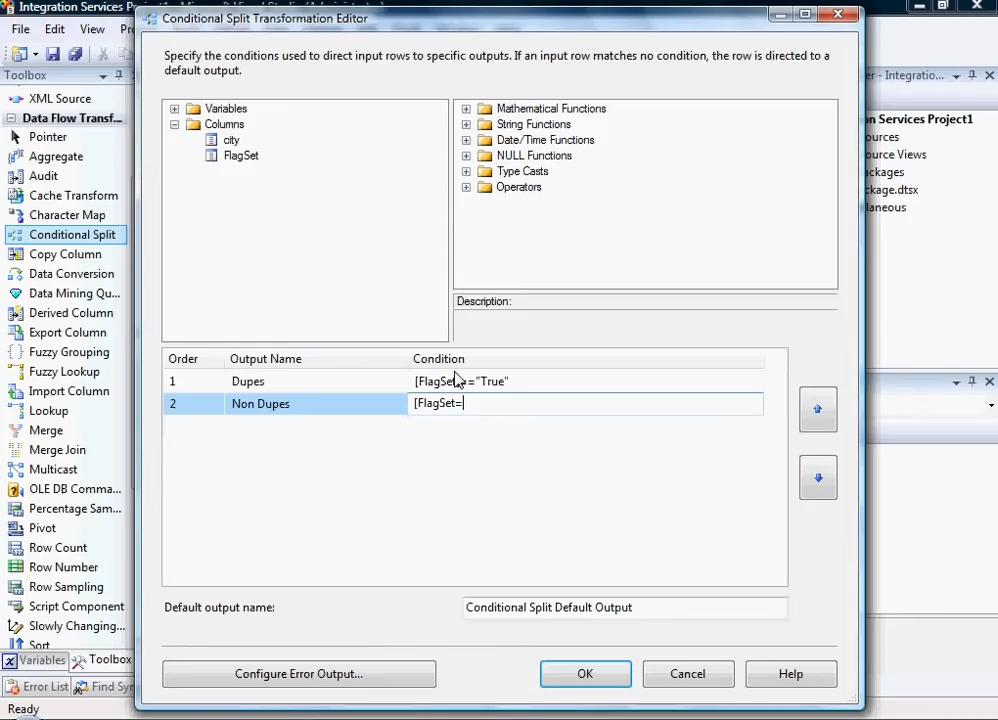 Integration Services Project1
Conditional Split Transformation Editor
File
Edit
View
Specify the conditions used to direct input rows to specific outputs. If an input row matches no condition, the row is directed to a
default output.
Toolbox
XML Source
Data Flow Transf...
Pointer
Aggregate
Audit
Cache Transform
Character Map
Conditional Split
Copy Column
Data Conversion
Data Mining Qu...
Derived Column
Export Column
Fuzzy Grouping
Fuzzy Lookup
Import Column
Lookup
Merge
Merge Join
Multicast
OLE DB Comma...
Percentage Sam...
Pivot
Row Count
Row Number
Row Sampling
Script Component
Slowly Changing...
Sort
Variables
Toolbox
Error List
Find Sy
Ready
Variables
Columns
city
FlagSet
Mathematical Functions
String Functions
Date/Time Functions
NULL Functions
Type Casts
Operators
Description:
Order Output Name Condition
1 Dupes [FlagSet ="True"
2 Non Dupes [FlagSet=
Default output name: Conditional Split Default Output
Configure Error Output...
OK
Cancel
Help
er - Integratio...
on Services Project1
ources
ource Views
ckages
ckage.dtsx
llaneous